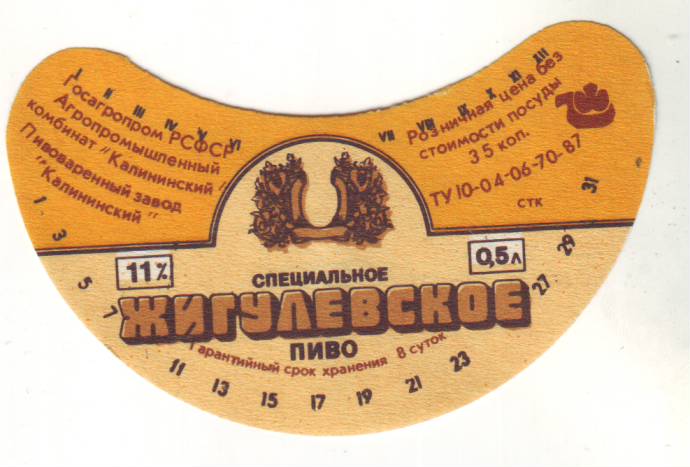 I II III IV V VI
Госагропром РСФСР
Агропромышленный
комбинат "Калининский"
Пивоваренный завод
"Калининский"
VII VIII IX X XI XII
Розничная цена без
стоимости посуды
35 коп.
ТУ 10-04-06-70-87
СТК
11%
0,5 л
СПЕЦИАЛЬНОЕ
ЖИГУЛЕВСКОЕ
ПИВО
Гарантийный срок хранения 8 суток
1 3 5 7 11 13 15 17 19 21 23 27 29 31